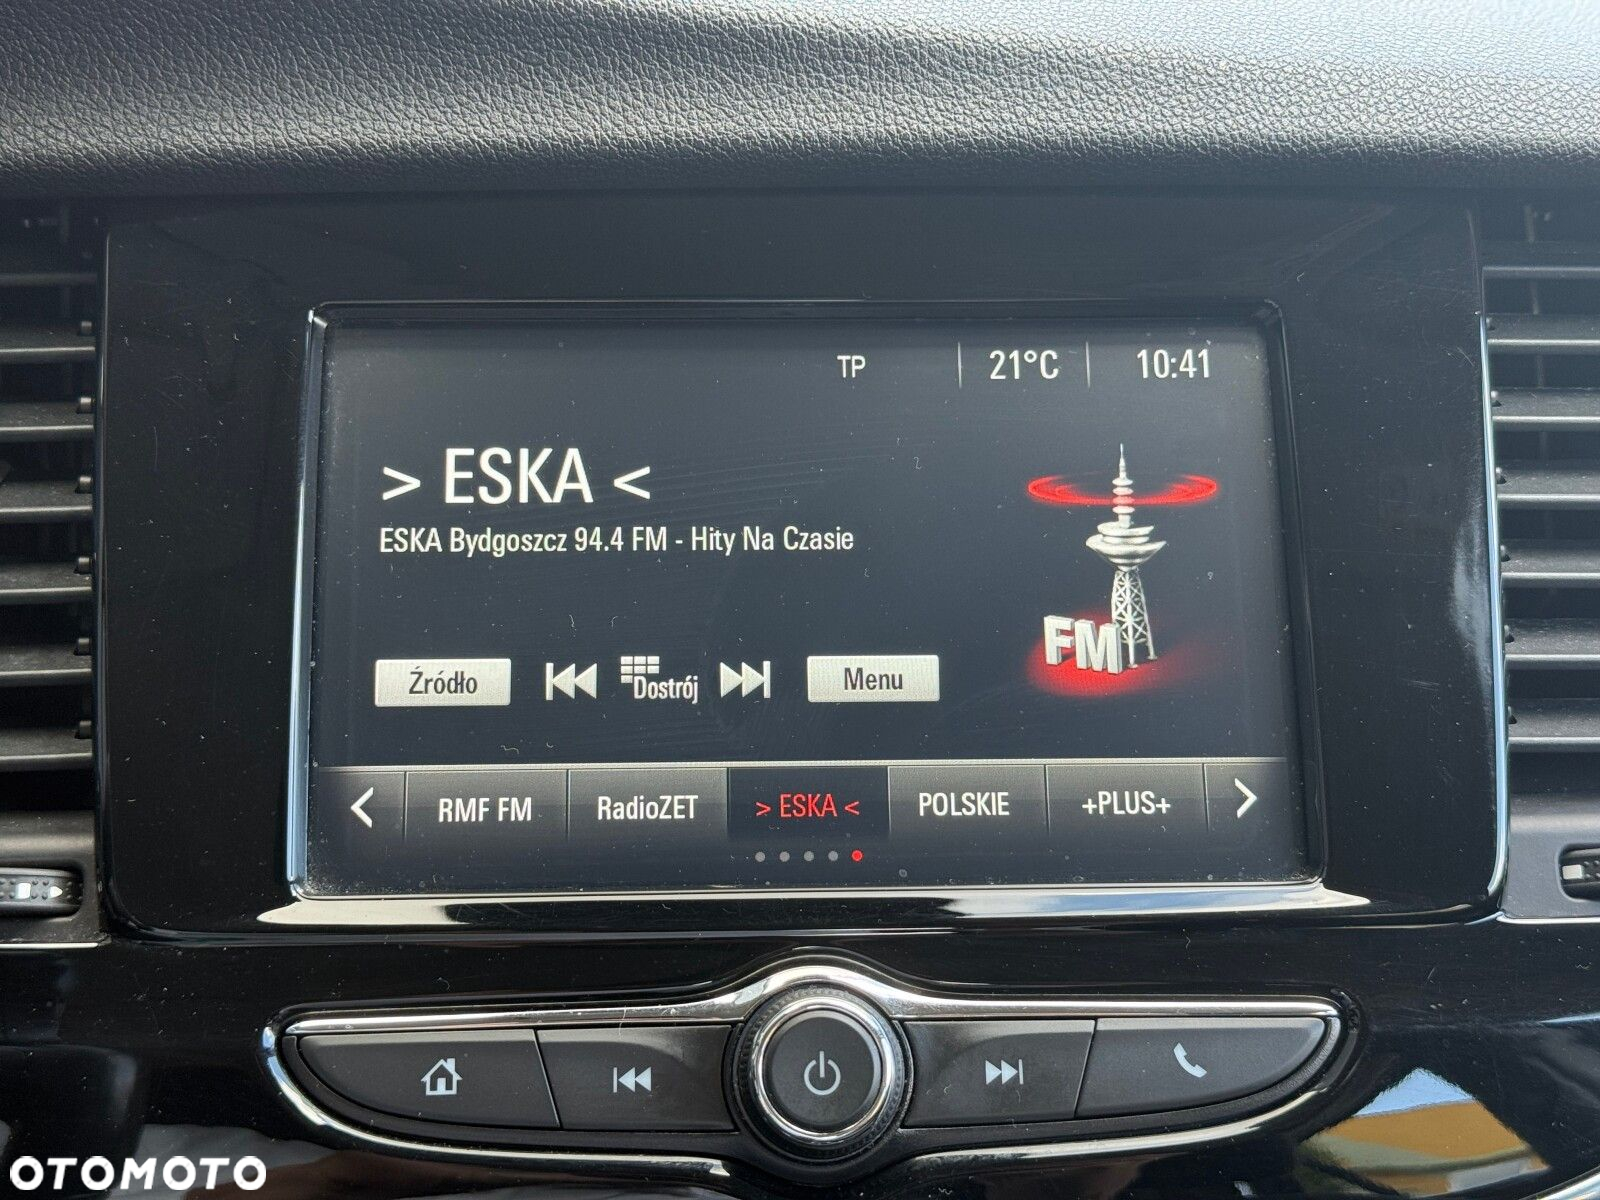 TP 21°C 10:41
> ESKA <
ESKA Bydgoszcz 94.4 FM - Hity Na Czasie
FM
Źródło Dostrój Menu
RMF FM RadioZET > ESKA < POLSKIE +PLUS+
OTOMOTO